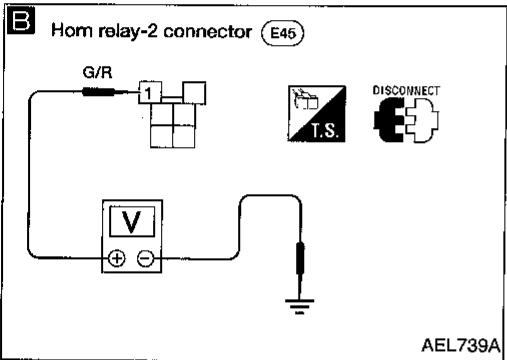 B Horn relay-2 connector E45
G/R
1
DISCONNECT
T.S.
V
+ −
AEL739A